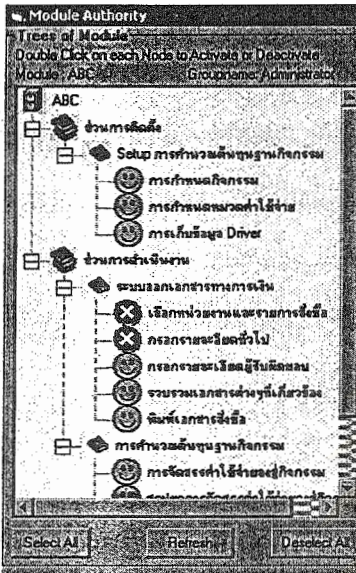 Module Authority
Trees of Module
Double Click on each Node to Activate or Deactivate
Module : ABC Groupname: Administrator
ABC
ส่วนการติดตั้ง
Setup การคำนวณต้นทุนฐานกิจกรรม
การกำหนดกิจกรรม
การกำหนดหมวดค่าใช้จ่าย
การเก็บข้อมูล Driver
ส่วนการดำเนินงาน
ระบบออกเอกสารทางการเงิน
เลือกหน่วยงานและรายการสั่งซื้อ
กรอกรายละเอียดทั่วไป
กรอกรายละเอียดผู้รับผิดชอบ
รวบรวมเอกสารต่างๆที่เกี่ยวข้อง
พิมพ์เอกสารสั่งซื้อ
การคำนวณต้นทุนฐานกิจกรรม
การจัดสรรค่าใช้จ่ายลงสู่กิจกรรม
Select All Refresh Deselect All